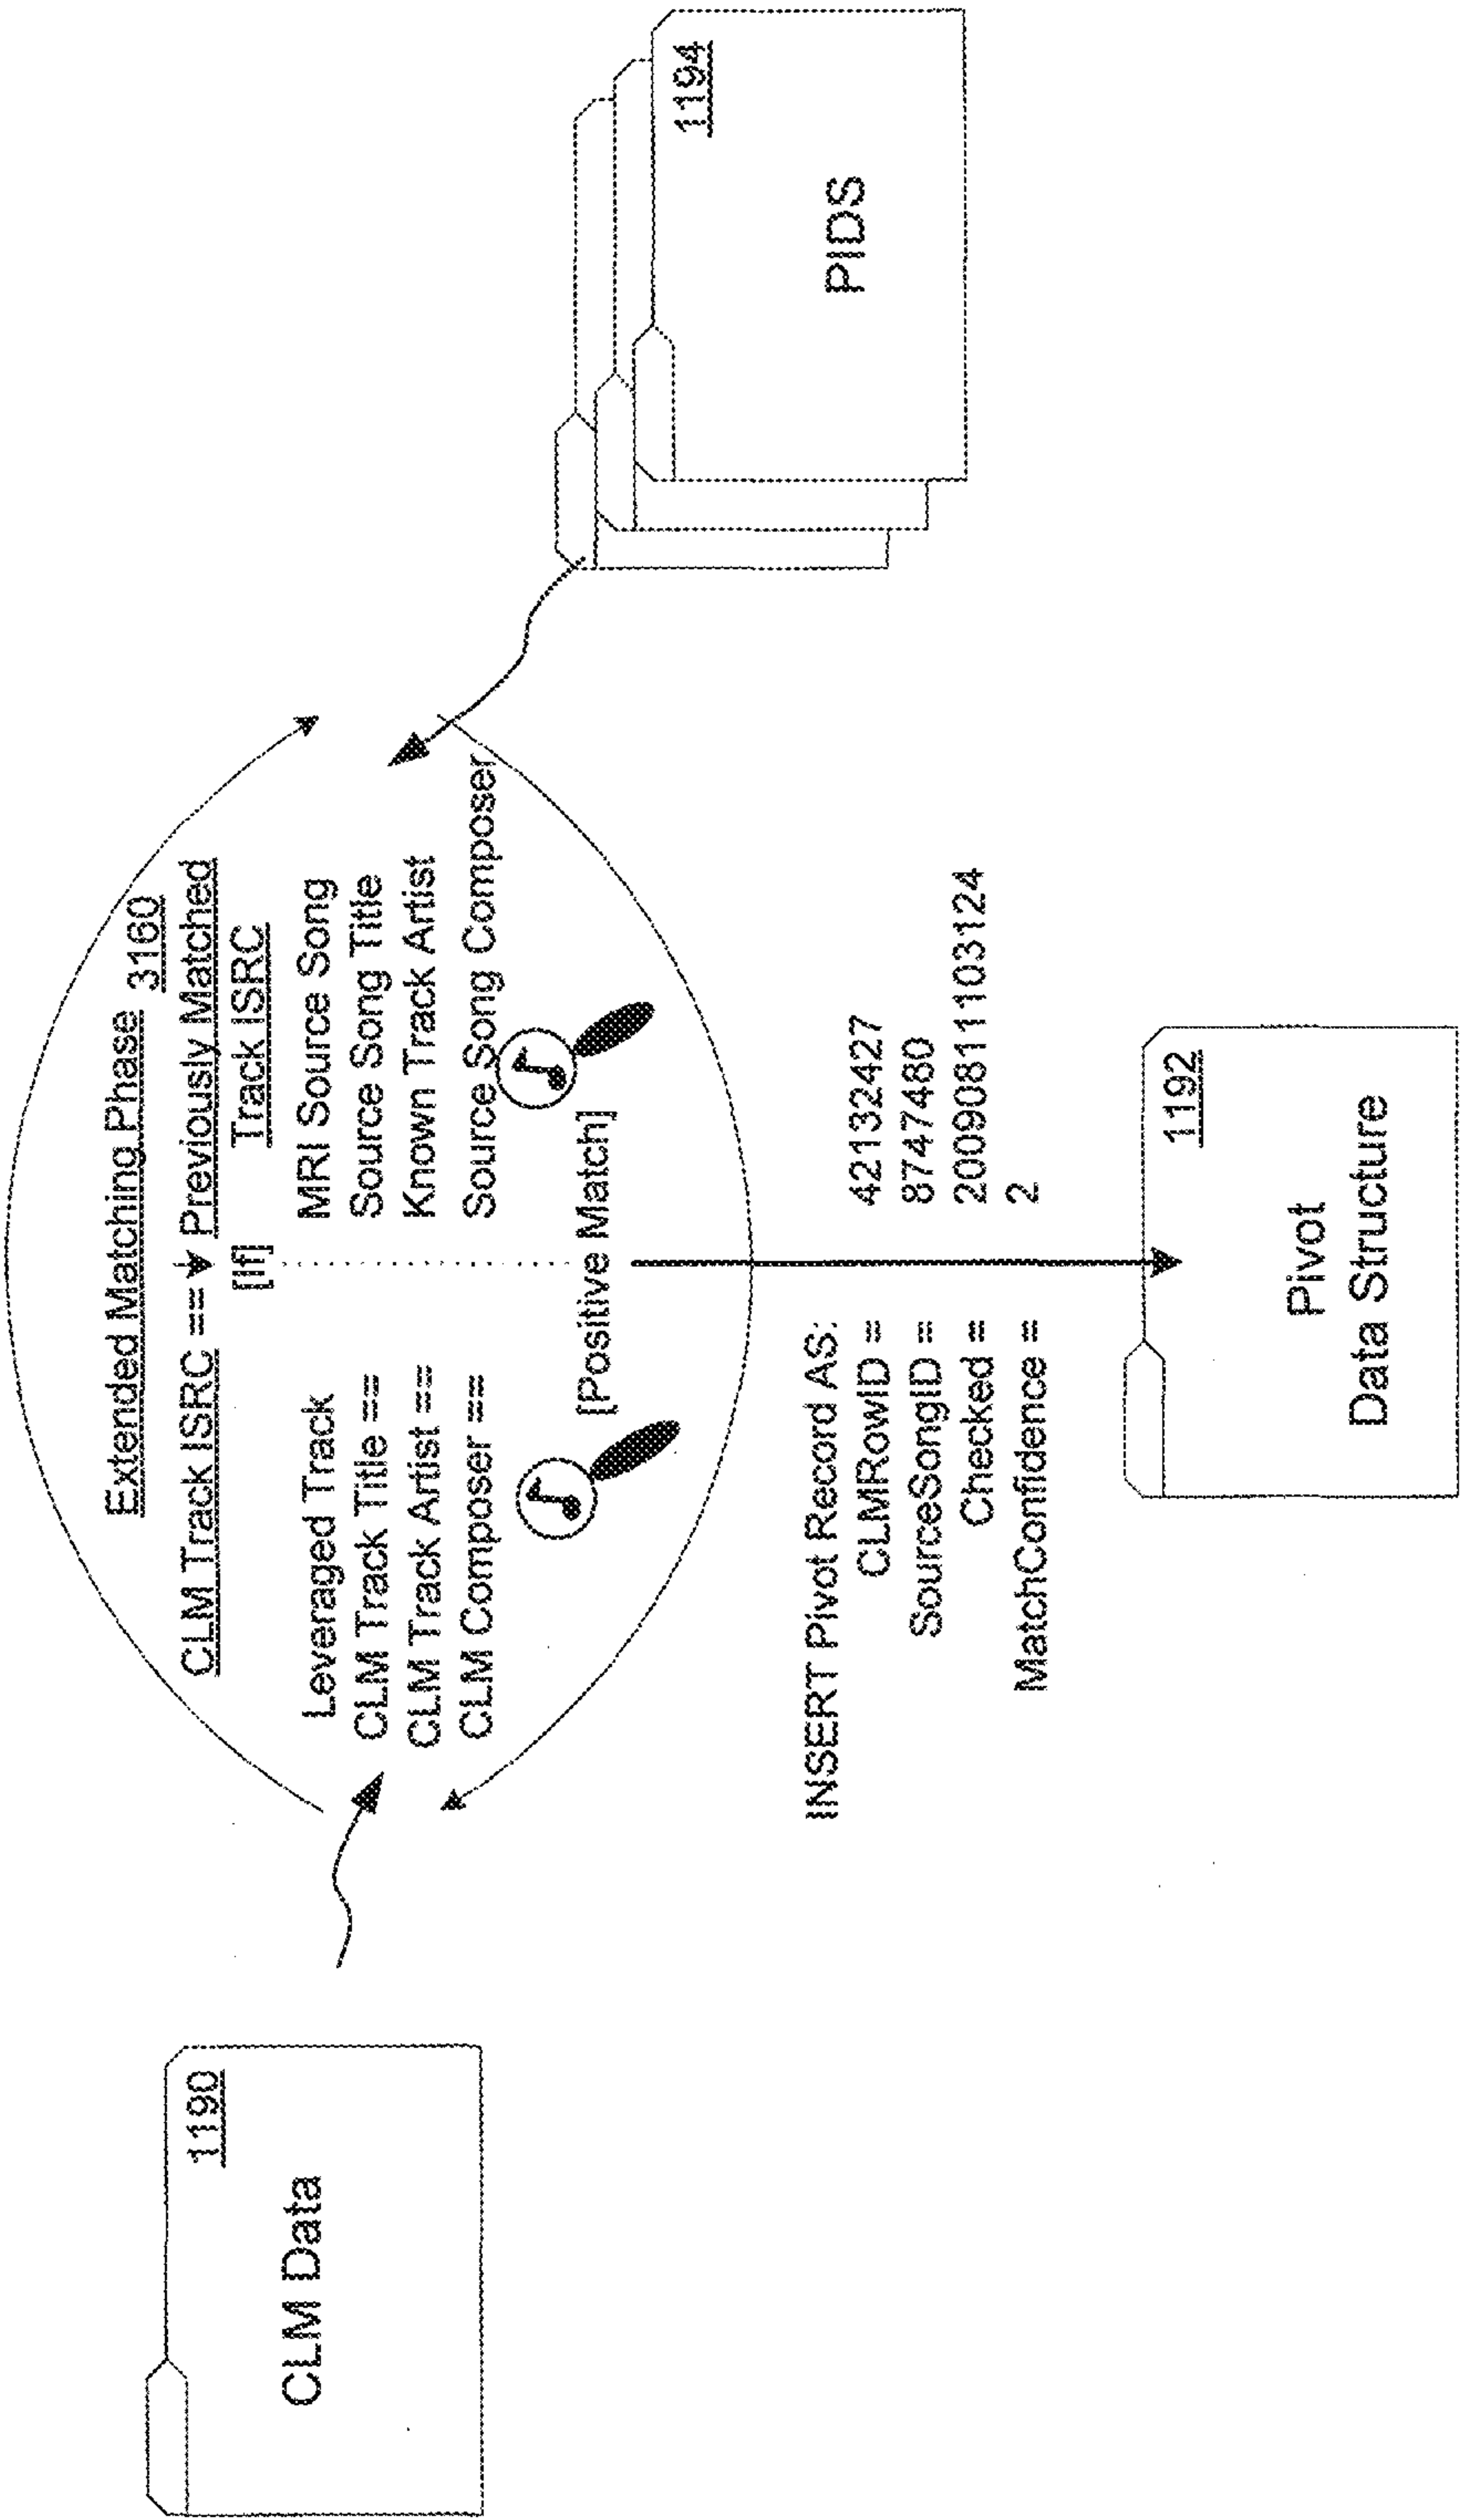 Extended Matching Phase 3160
CLM Track ISRC == Previously Matched
Track ISRC
[If]
Leveraged Track
CLM Track Title ==
CLM Track Artist ==
CLM Composer ==
MRI Source Song
Source Song Title
Known Track Artist
Source Song Composer
[Positive Match]
1190
CLM Data
1194
PIDS
INSERT Pivot Record AS:
CLMRowID = 42132427
SourceSongID = 8747480
Checked = 20090811103124
MatchConfidence = 2
1192
Pivot
Data Structure